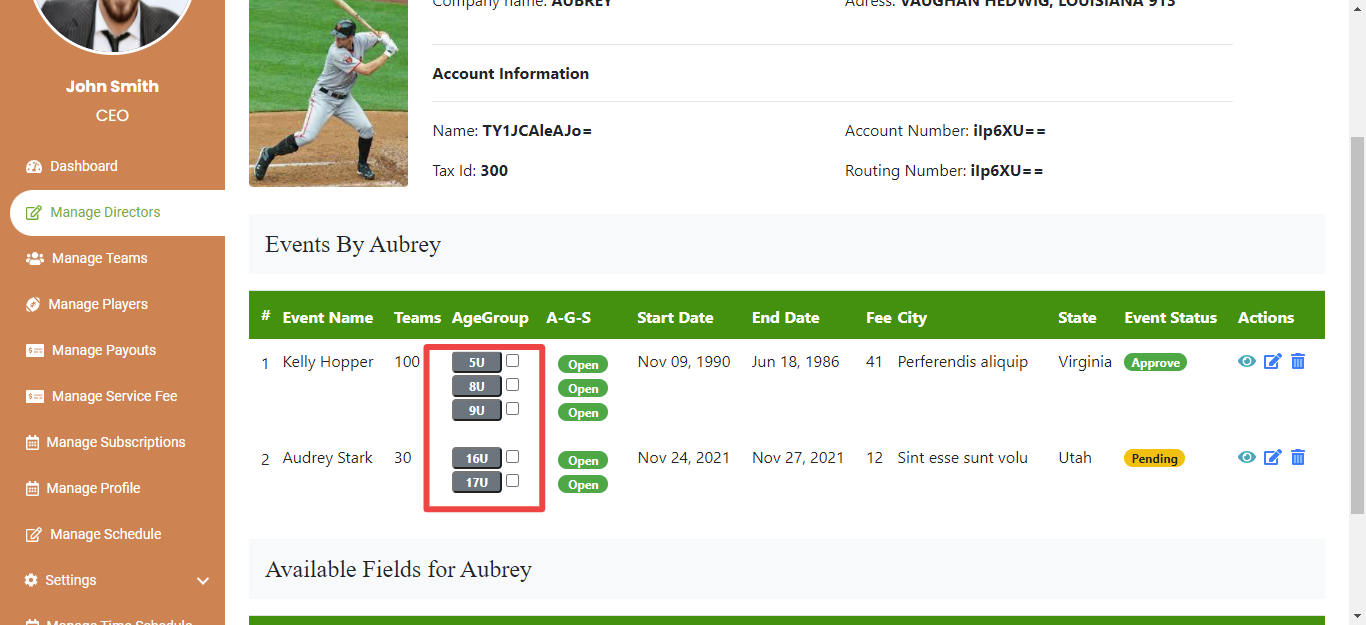 Company name: AUBREY
Adress: VAUGHAN HEDWIG, LOUISIANA 913
John Smith
CEO
Dashboard
Manage Directors
Manage Teams
Manage Players
Manage Payouts
Manage Service Fee
Manage Subscriptions
Manage Profile
Manage Schedule
Settings
Manage Time Schedule
Account Information
Name: TY1JCAleAJo=
Account Number: iIp6XU==
Tax Id: 300
Routing Number: iIp6XU==
Events By Aubrey
# Event Name Teams AgeGroup A-G-S Start Date End Date Fee City State Event Status Actions
1 Kelly Hopper 100 5U Open Nov 09, 1990 Jun 18, 1986 41 Perferendis aliquip Virginia Approve
8U Open
9U Open
2 Audrey Stark 30 16U Open Nov 24, 2021 Nov 27, 2021 12 Sint esse sunt volu Utah Pending
17U Open
Available Fields for Aubrey